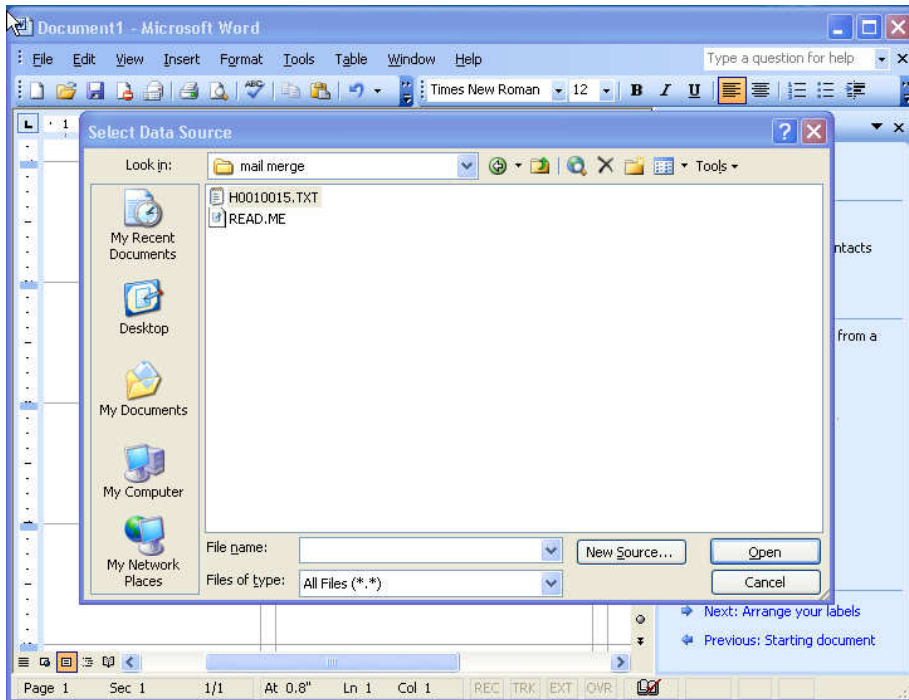 Document1 - Microsoft Word
File Edit View Insert Format Tools Table Window Help Type a question for help
ABC Times New Roman 12 B I U
L 1
Select Data Source
Look in: mail merge Tools
H0010015.TXT
READ.ME
My Recent
Documents
ntacts
Desktop
from a
My Documents
My Computer
My Network
Places
File name: New Source... Open
Files of type: All Files (*.*) Cancel
Next: Arrange your labels
Previous: Starting document
Page 1 Sec 1 1/1 At 0.8" Ln 1 Col 1 REC TRK EXT OVR